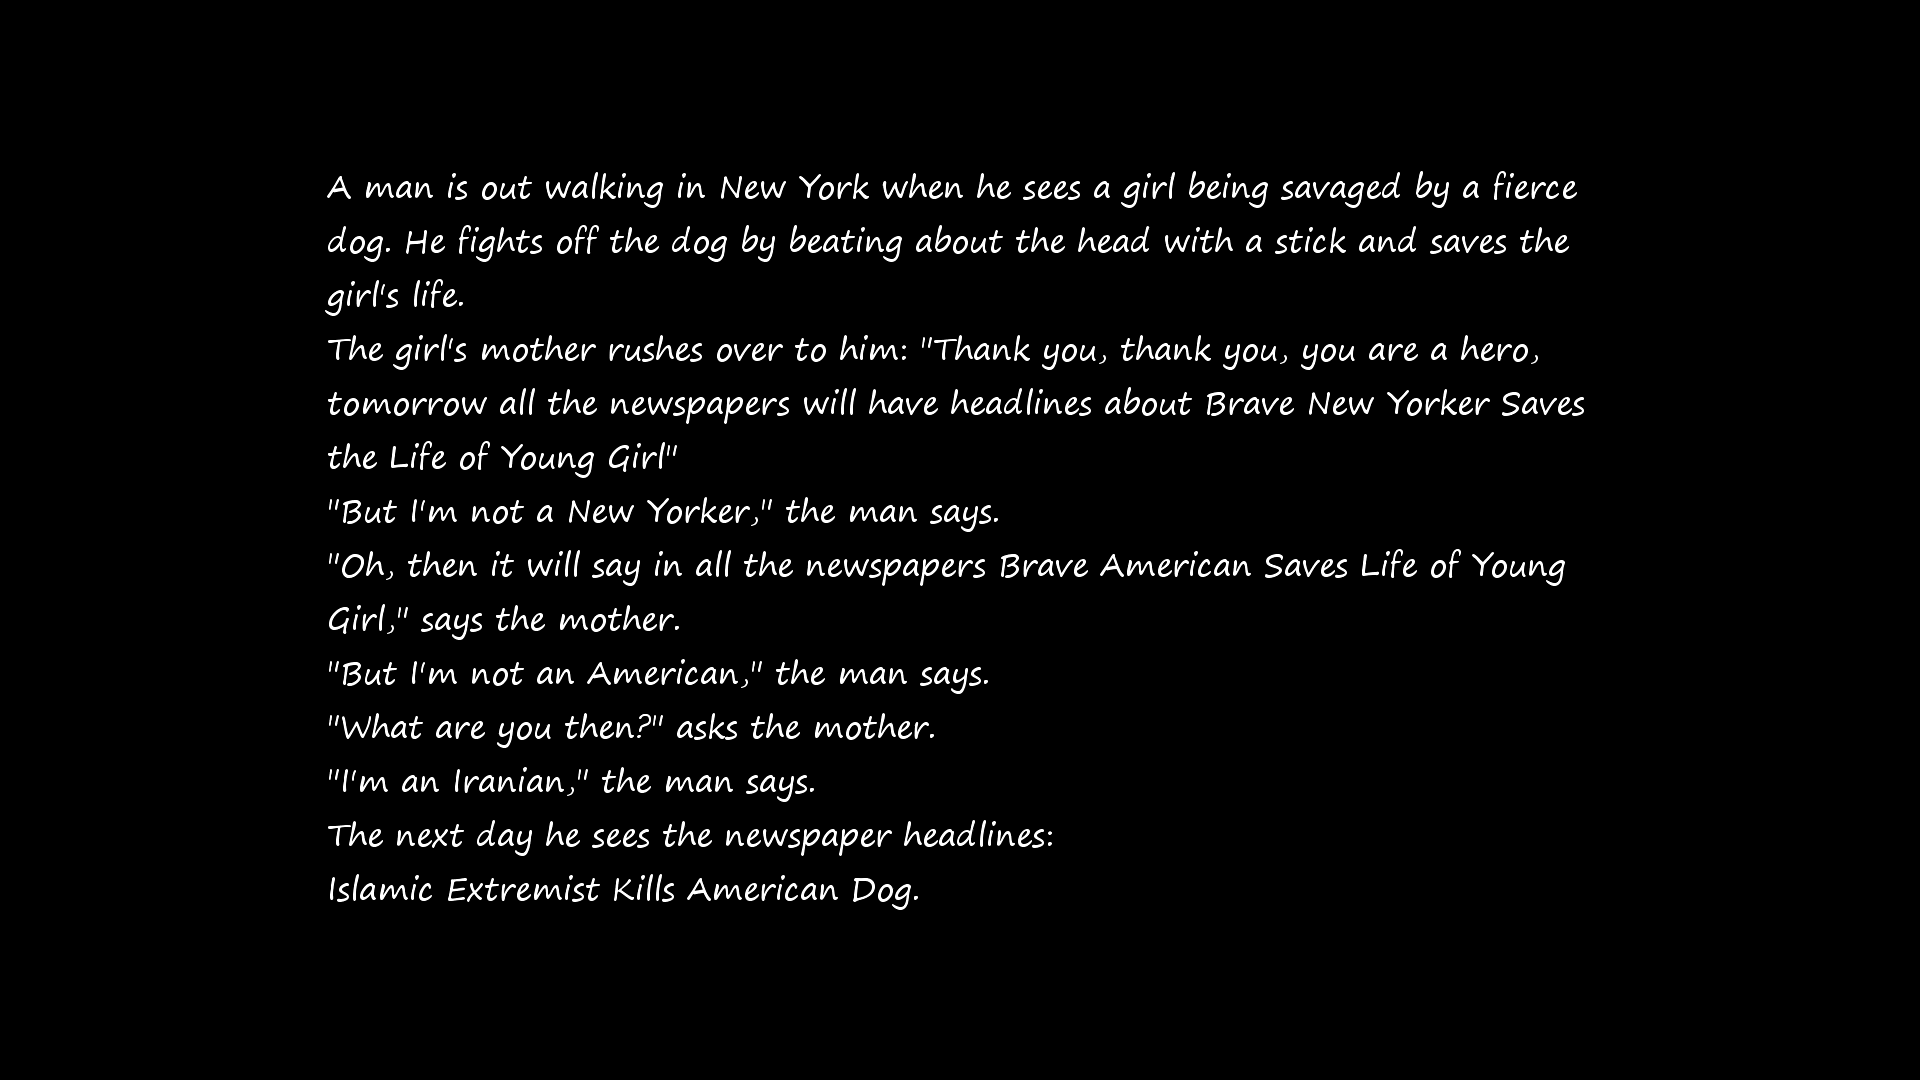 A man is out walking in New York when he sees a girl being savaged by a fierce
dog. He fights off the dog by beating about the head with a stick and saves the
girl's life.
The girl's mother rushes over to him: "Thank you, thank you, you are a hero,
tomorrow all the newspapers will have headlines about Brave New Yorker Saves
the Life of Young Girl"
"But I'm not a New Yorker," the man says.
"Oh, then it will say in all the newspapers Brave American Saves Life of Young
Girl," says the mother.
"But I'm not an American," the man says.
"What are you then?" asks the mother.
"I'm an Iranian," the man says.
The next day he sees the newspaper headlines:
Islamic Extremist Kills American Dog.